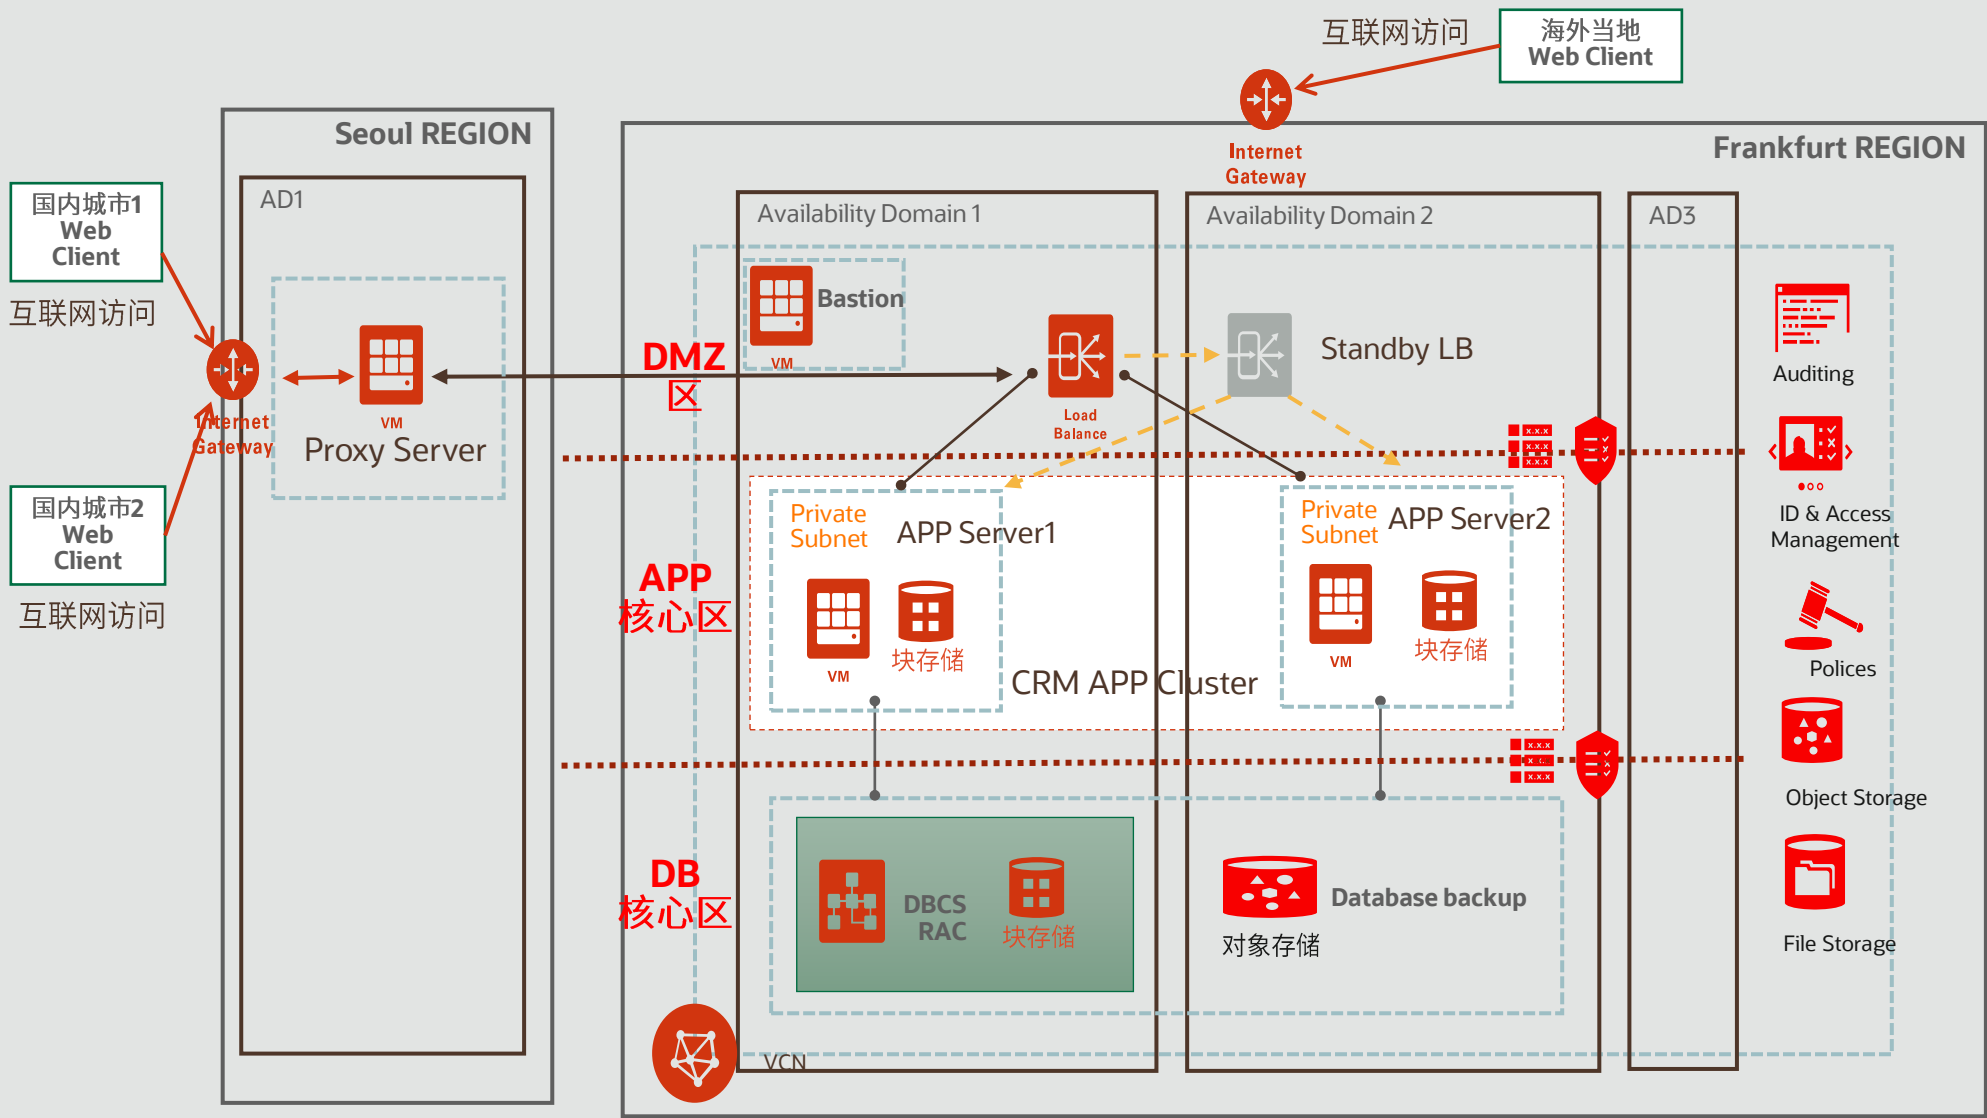 互联网访问
海外当地
Web Client
Seoul REGION
Internet
Gateway
Frankfurt REGION
国内城市1
Web
Client
互联网访问
AD1
Availability Domain 1
Availability Domain 2
AD3
Bastion
VM
DMZ
区
Standby LB
Load
Balance
Internet
Gateway
VM
Proxy Server
国内城市2
Web
Client
互联网访问
x.x.x
x.x.x
x.x.x
Auditing
ID & Access
Management
Polices
Object Storage
File Storage
APP
核心区
Private
Subnet
APP Server1
VM
块存储
CRM APP Cluster
Private
Subnet
APP Server2
VM
块存储
x.x.x
x.x.x
x.x.x
DB
核心区
DBCS
RAC
块存储
Database backup
对象存储
VCN